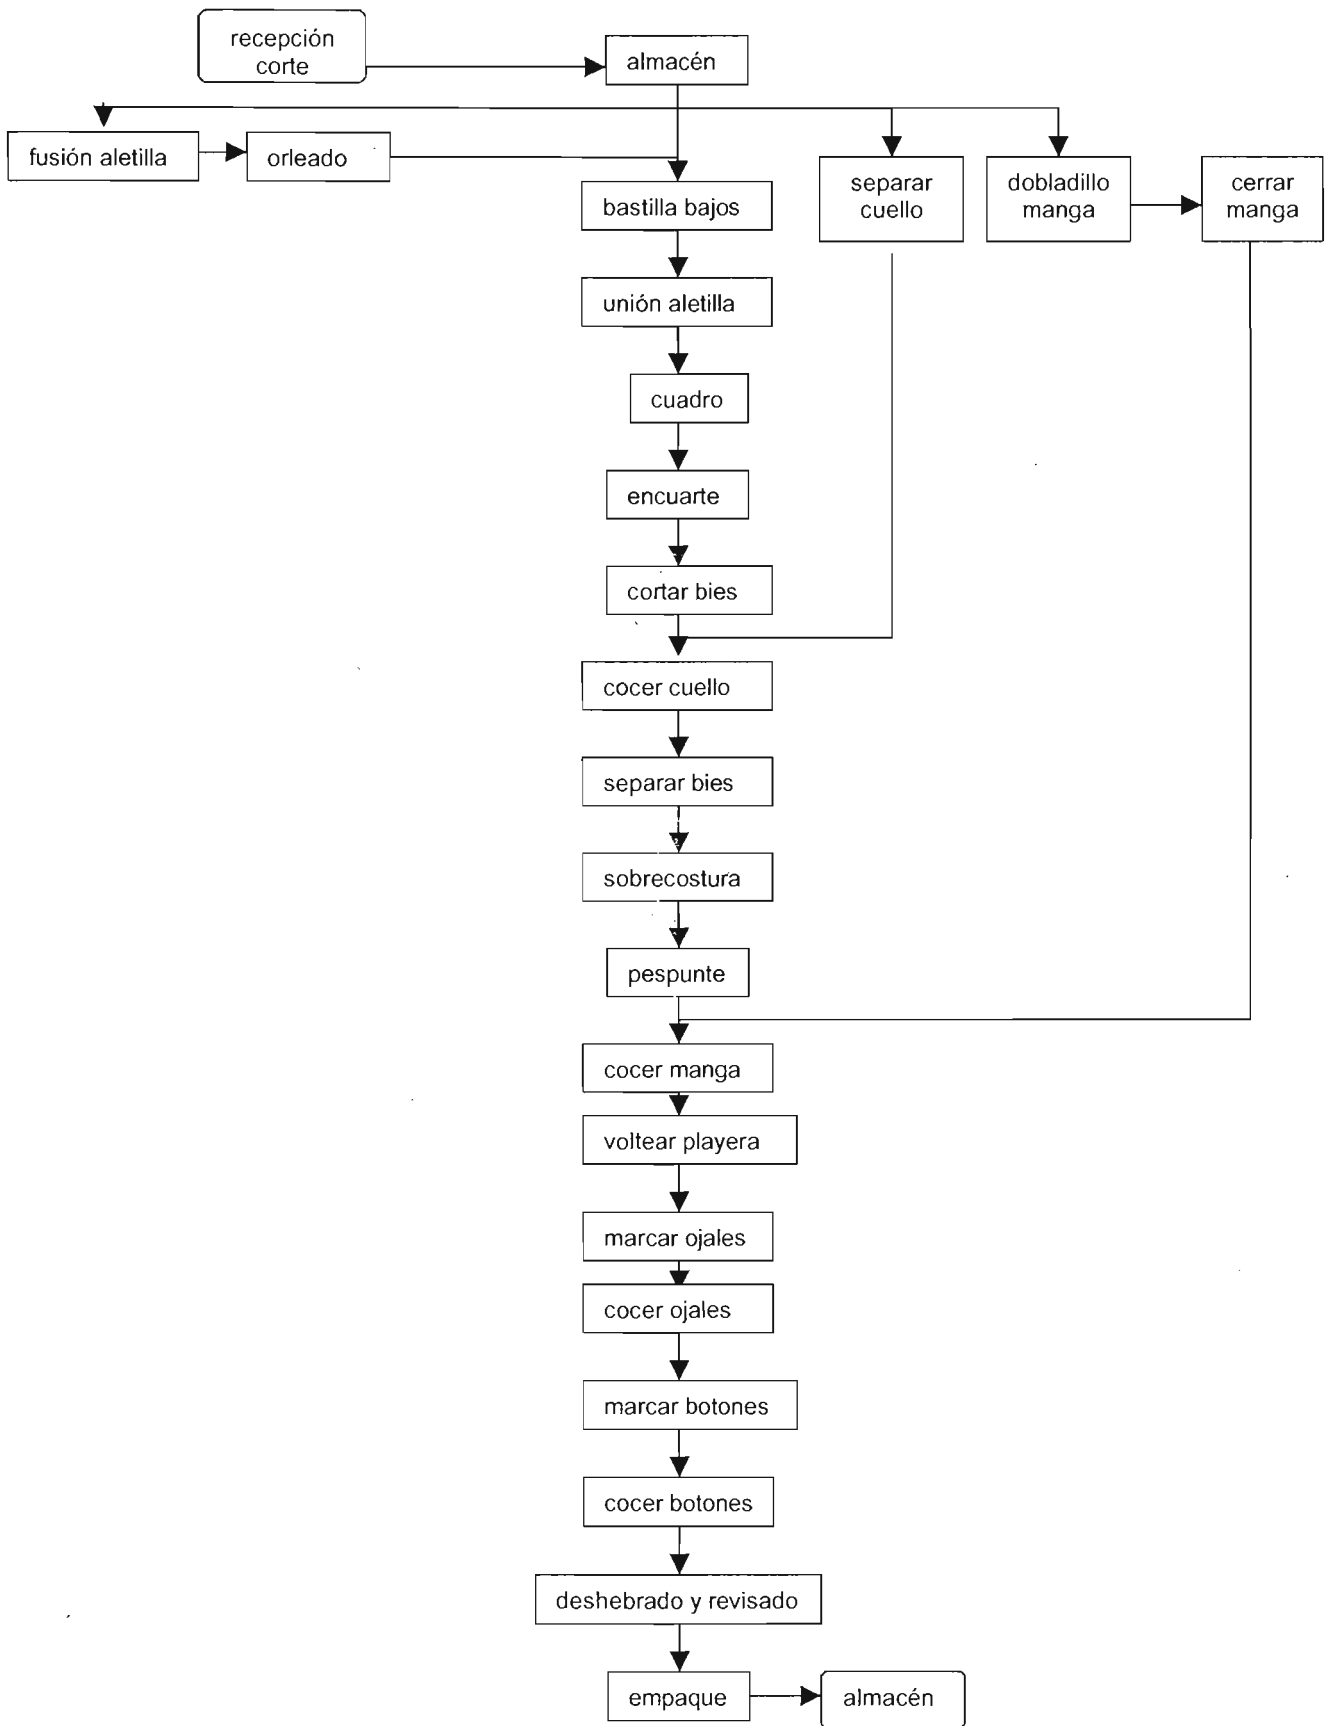 recepción
corte
almacén
fusión aletilla
orleado
separar
cuello
dobladillo
manga
cerrar
manga
bastilla bajos
unión aletilla
cuadro
encuarte
cortar bies
cocer cuello
separar bies
sobrecostura
pespunte
cocer manga
voltear playera
marcar ojales
cocer ojales
marcar botones
cocer botones
deshebrado y revisado
empaque
almacén